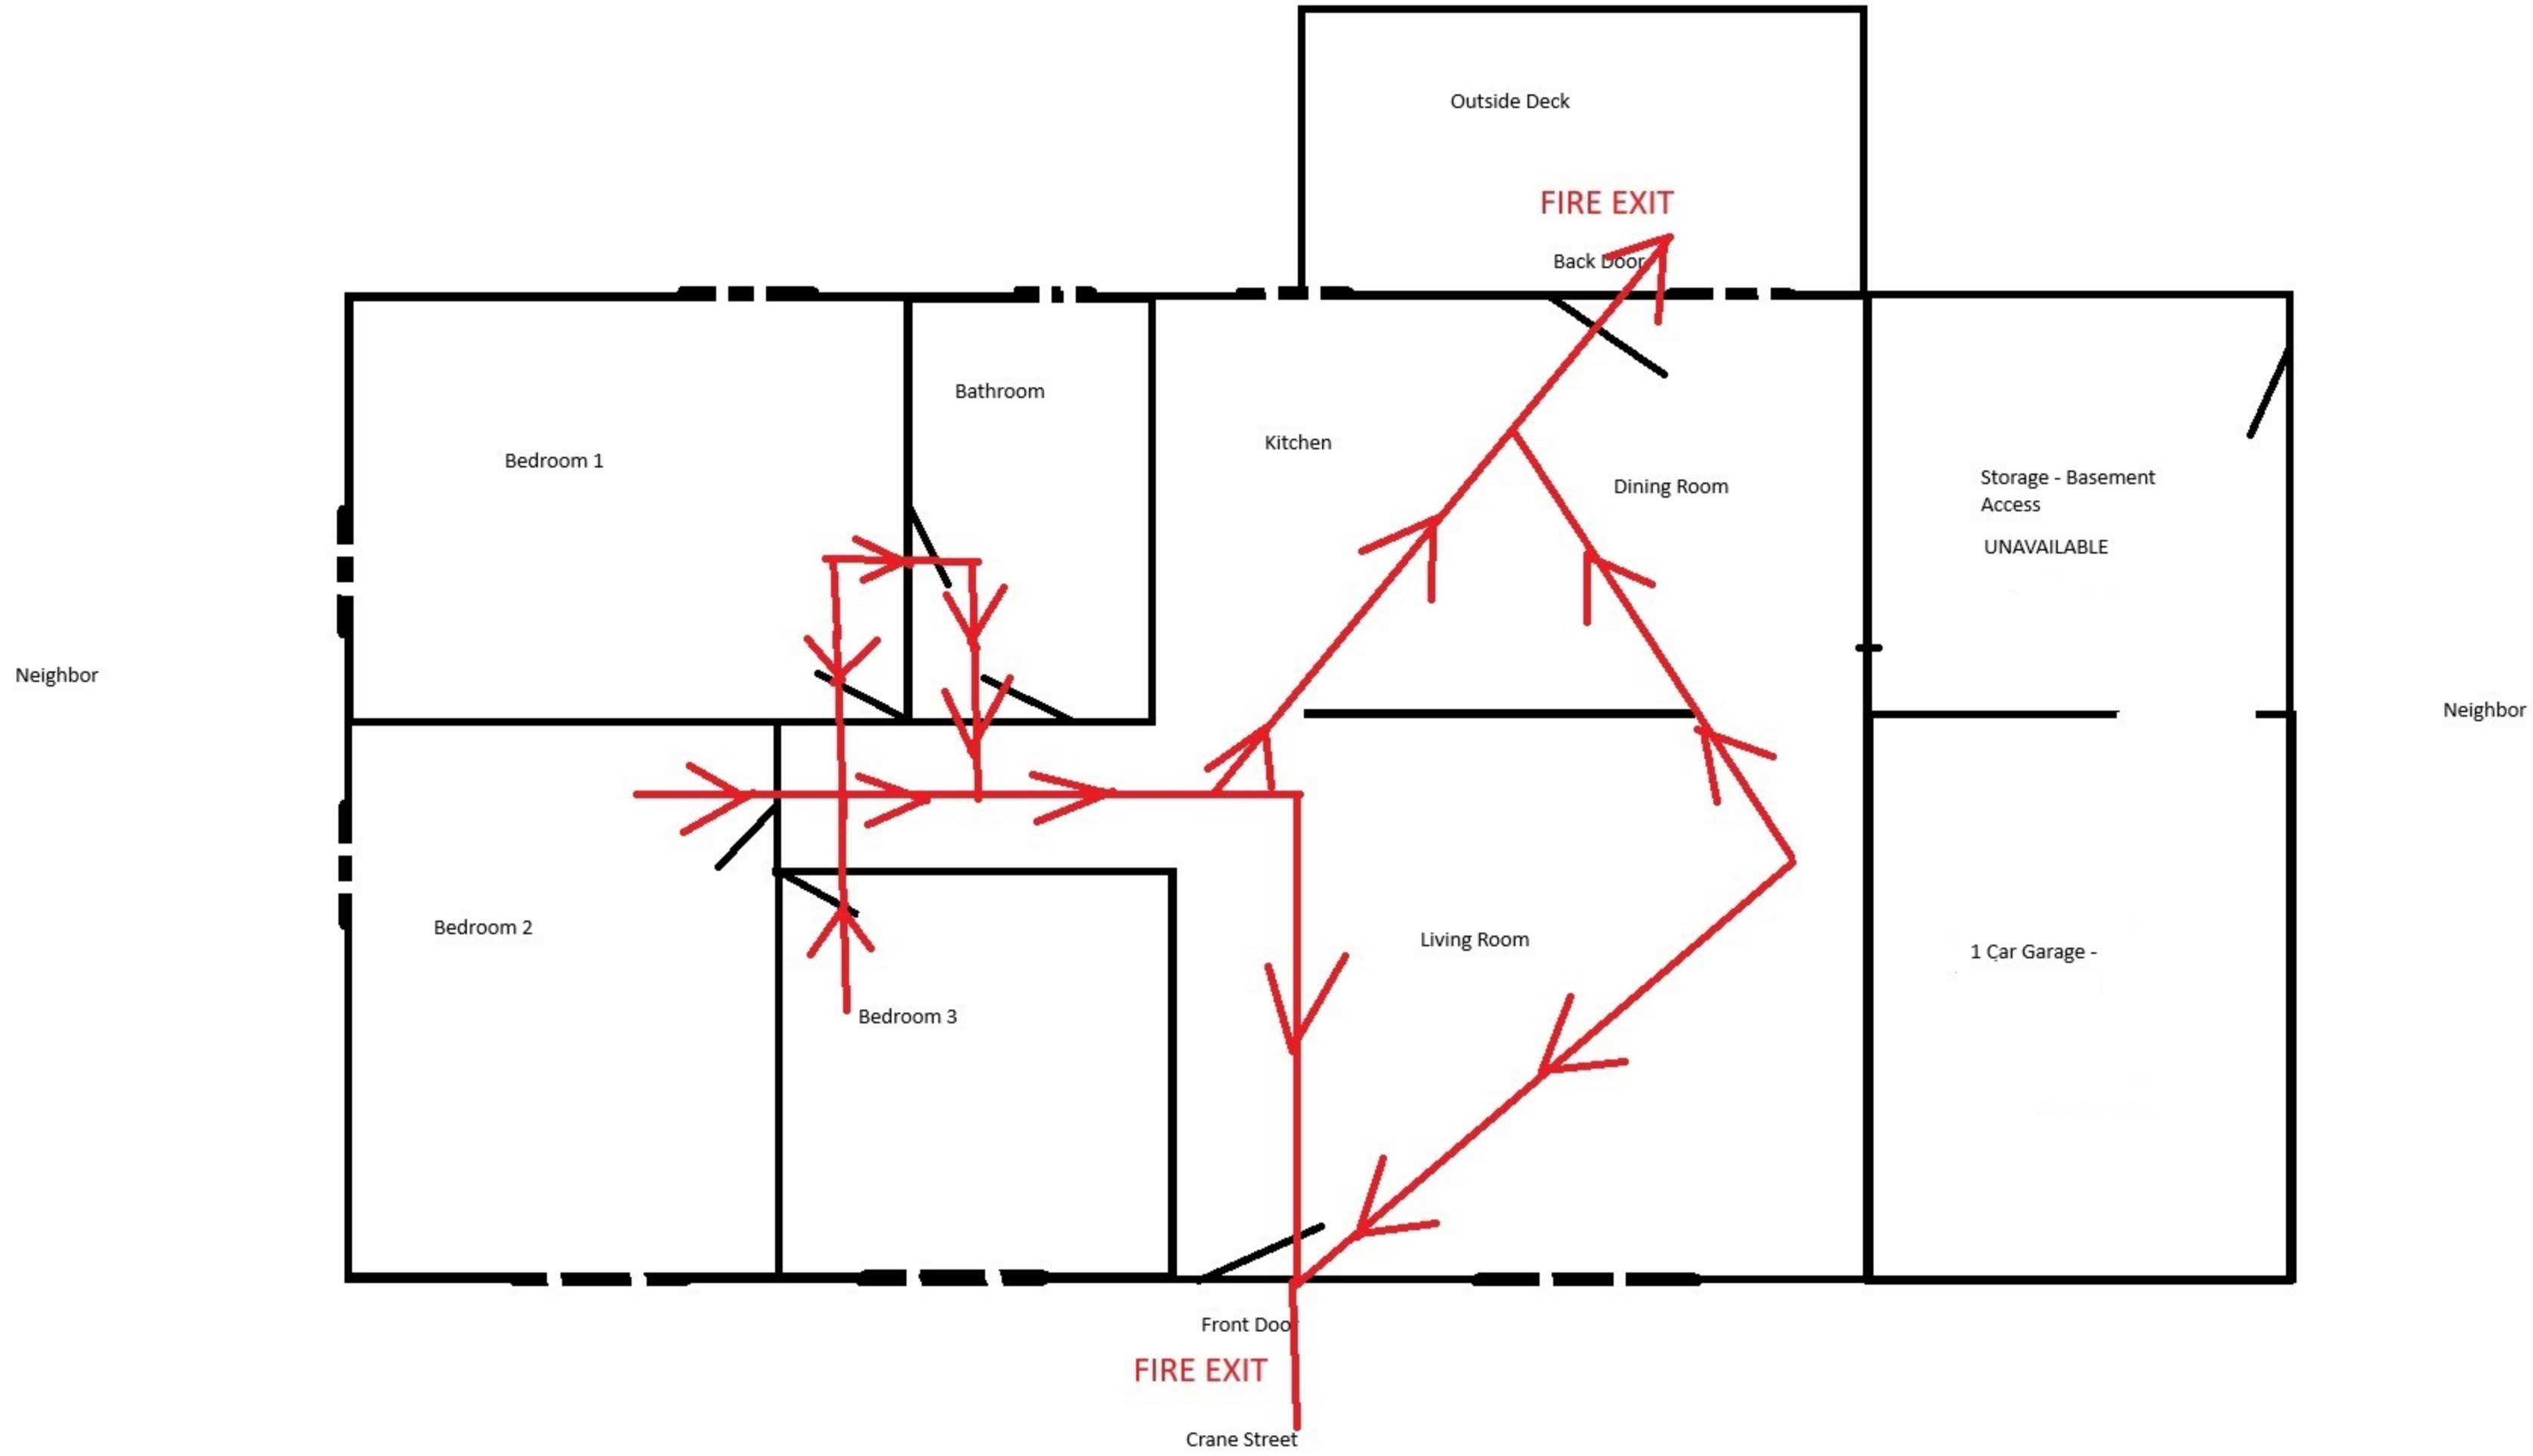 Outside Deck
FIRE EXIT
Back Door
Bathroom
Kitchen
Bedroom 1
Dining Room
Storage - Basement
Access
UNAVAILABLE
Neighbor
Neighbor
Bedroom 2
Living Room
1 Car Garage -
Bedroom 3
Front Door
FIRE EXIT
Crane Street